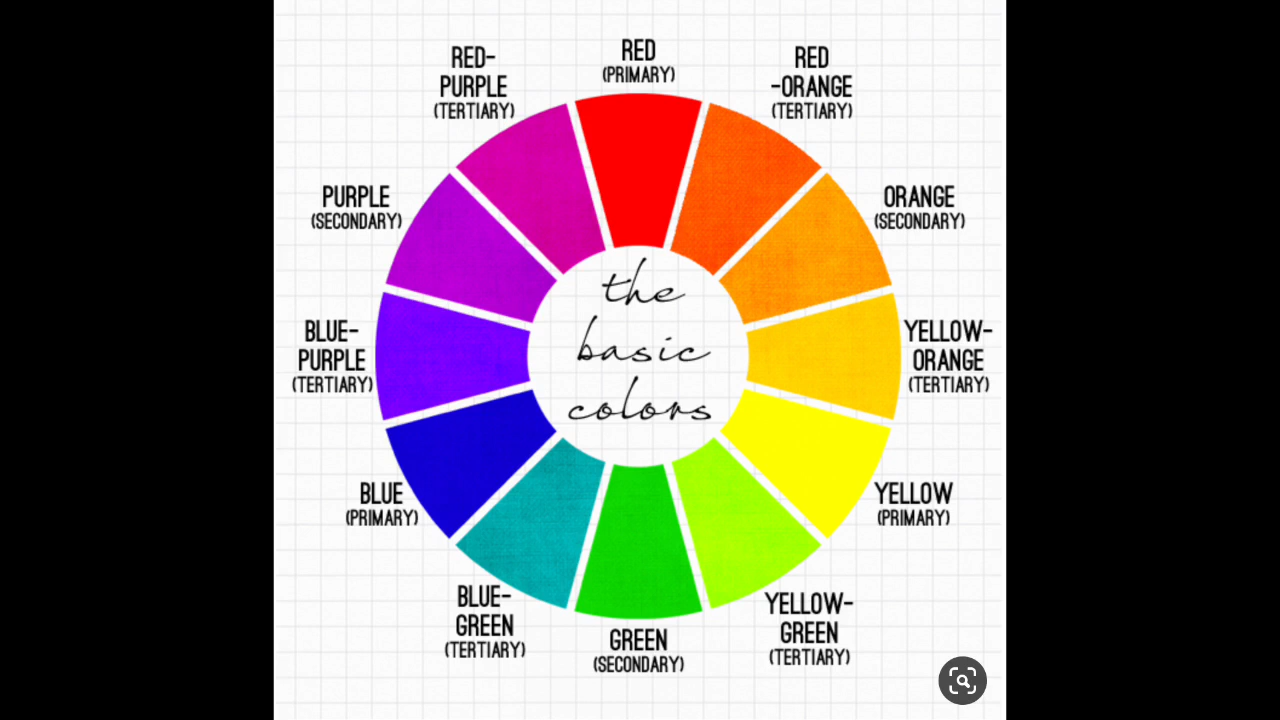 RED
(PRIMARY)
RED
-ORANGE
(TERTIARY)
ORANGE
(SECONDARY)
YELLOW-
ORANGE
(TERTIARY)
YELLOW
(PRIMARY)
YELLOW-
GREEN
(TERTIARY)
GREEN
(SECONDARY)
BLUE-
GREEN
(TERTIARY)
BLUE
(PRIMARY)
BLUE-
PURPLE
(TERTIARY)
PURPLE
(SECONDARY)
RED-
PURPLE
(TERTIARY)
the
basic
colors